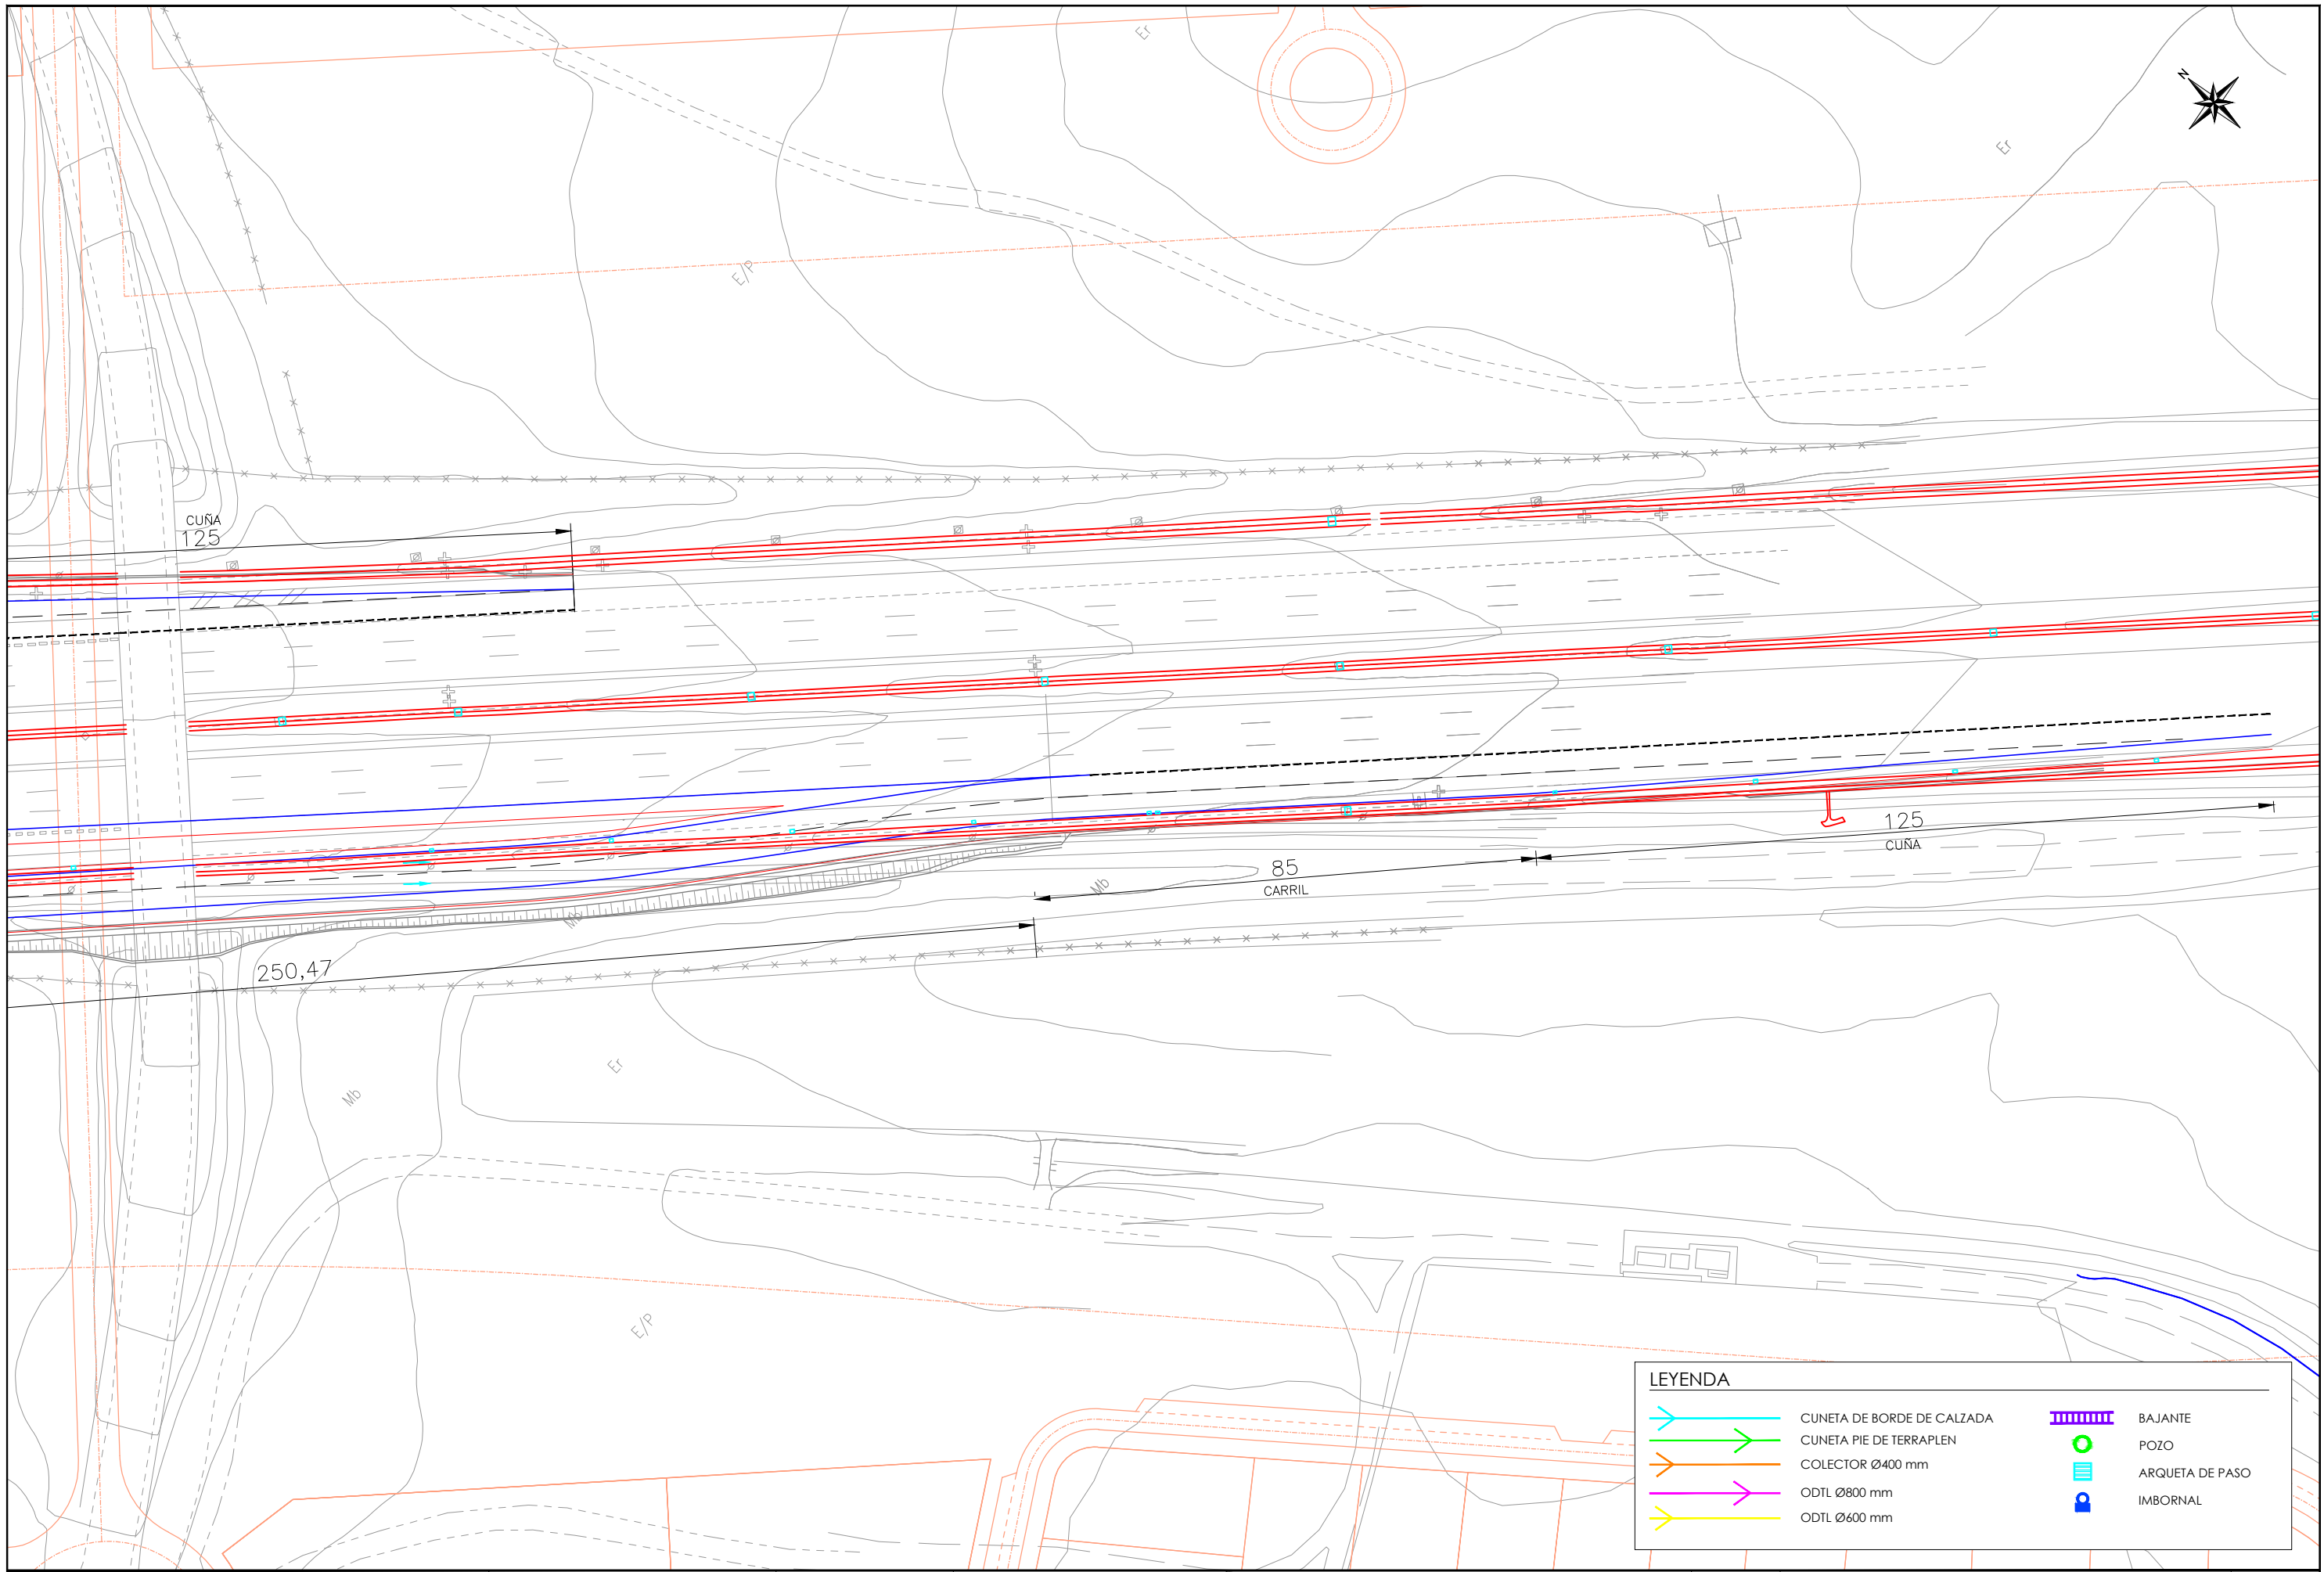 Er
N
Er
E/P
CUÑA
125
125
CUÑA
85
CARRIL
Mb
Mb
250,47
Er
Mb
E/P
LEYENDA
CUNETA DE BORDE DE CALZADA
CUNETA PIE DE TERRAPLEN
COLECTOR Ø400 mm
ODTL Ø800 mm
ODTL Ø600 mm
BAJANTE
POZO
ARQUETA DE PASO
IMBORNAL